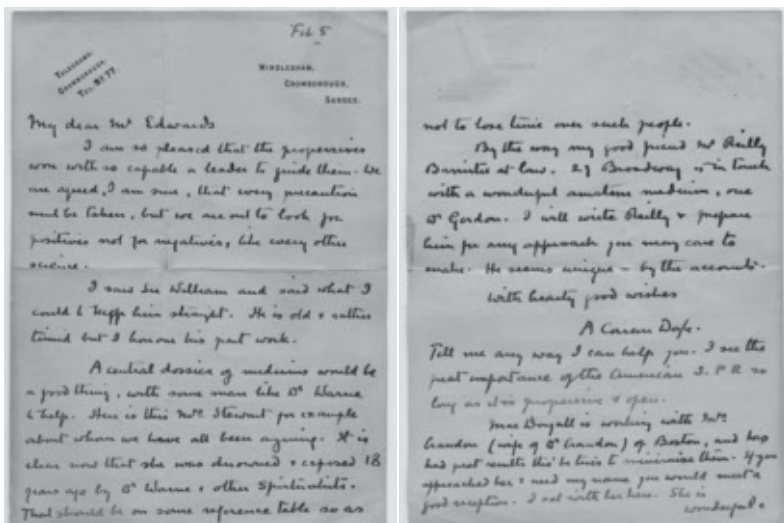 Feb 5
TELEGRAMS,
CROWBOROUGH.
TEL. No 77.
WINDLESHAM,
CROWBOROUGH,
SUSSEX.
My dear Mr Edwards
I am so pleased that the progressives
won with so capable a leader to guide them. We
are agreed, I am sure, that every precaution
must be taken, but we are out to look for
positives not for negatives, like every other
science.
I saw Sir William and said what I
could to keep him straight. He is old & rather
timid but I honour his past work.
A central dossier of mediums would be
a good thing, with some man like Dr Warne
to help. Here is this Mrs Stewart for example
about whom we have all been arguing. It is
clear now that she was disowned & exposed 18
years ago by Dr Warne & other Spiritualists.
That should be on some reference table so as
not to lose time over such people.
By the way my good friend Mr Reilly
Barrister at law. 29 Broadway is in touch
with a wonderful amateur medium, one
Dr Gordon. I will write Reilly & prepare
him for any approach you may care to
make. He seems unique - by the accounts.
With hearty good wishes
A Conan Doyle.
Tell me any way I can help you. I see the
great importance of the American S.P.R so
long as it is progressive & open.
MacDougall is working with Mrs
Crandon (wife of Dr Crandon) of Boston, and has
had great results tho' he tries to minimise them. If you
approached her & used my name you would meet a
good reception. I sat with her here. She is
wonderful.